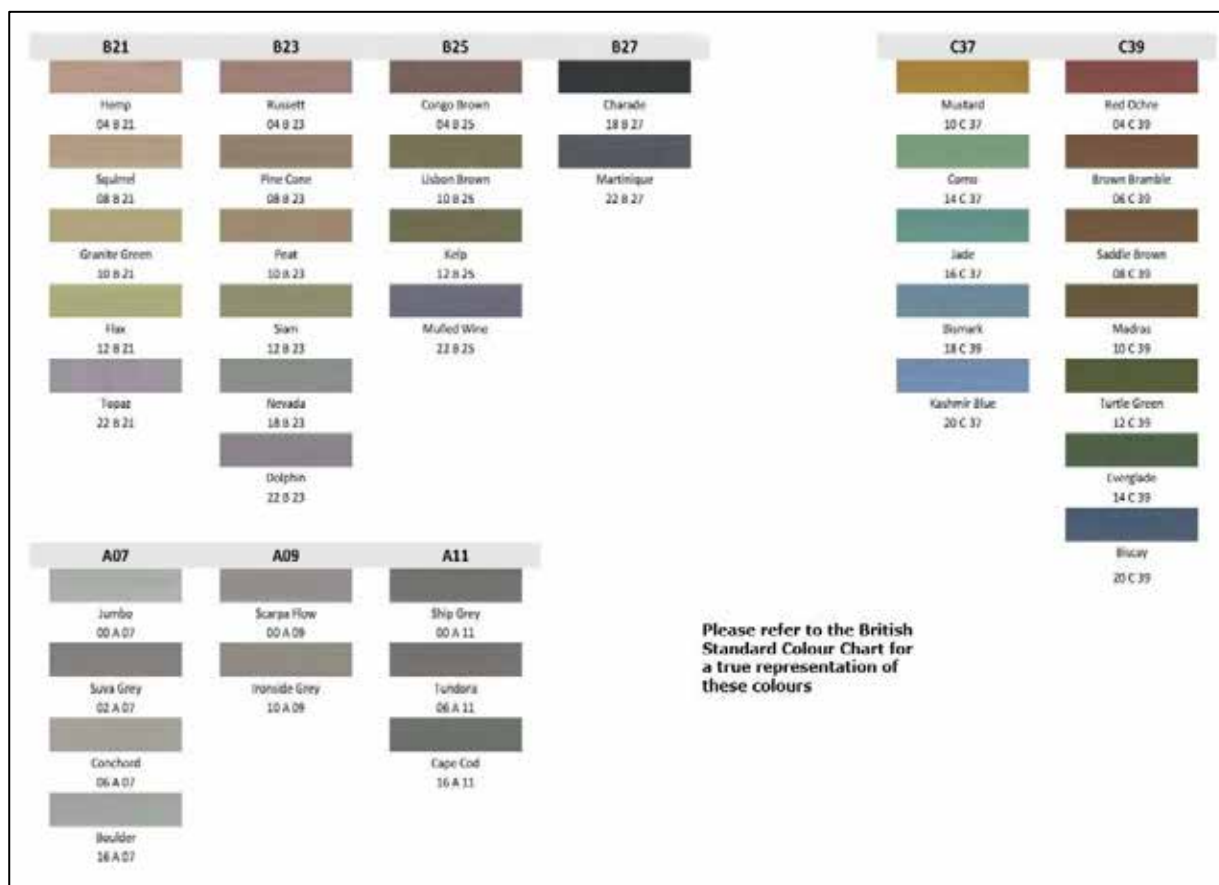 B21 B23 B25 B27 C37 C39
Hemp Russett Congo Brown Charade Mustard Red Ochre
04 B 21 04 B 23 04 B 25 18 B 27 10 C 37 04 C 39
Squirrel Pine Cone Lisbon Brown Martinique Como Brown Bramble
08 B 21 08 B 23 10 B 25 22 B 27 14 C 37 06 C 39
Granite Green Peat Kelp Jade Saddle Brown
10 B 21 10 B 23 12 B 25 16 C 37 08 C 39
Flax Siam Mulled Wine Bismark Madras
12 B 21 12 B 23 22 B 25 18 C 39 10 C 39
Topaz Nevada Kashmir Blue Turtle Green
22 B 21 18 B 23 20 C 37 12 C 39
Dolphin Everglade
22 B 23 14 C 39
Biscay
20 C 39
A07 A09 A11
Jumbo Scarpa Flow Ship Grey
00 A 07 00 A 09 00 A 11
Suva Grey Ironside Grey Tundora
02 A 07 10 A 09 06 A 11
Conchord Cape Cod
06 A 07 16 A 11
Boulder
16 A 07
Please refer to the British
Standard Colour Chart for
a true representation of
these colours